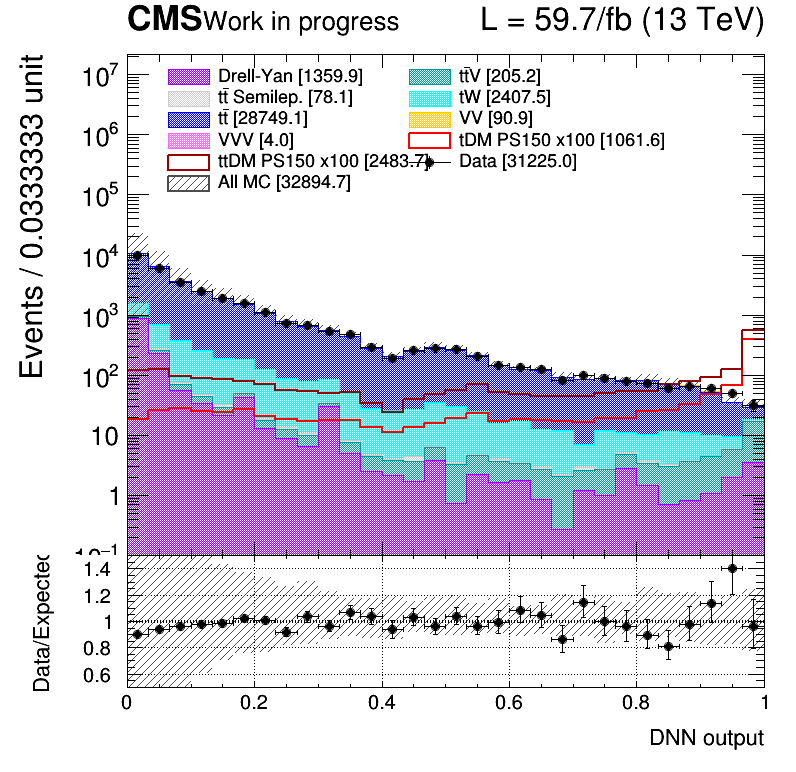 CMS Work in progress L = 59.7/fb (13 TeV)
Events / 0.0333333 unit
Drell-Yan [1359.9]
tt̄V [205.2]
tt̄ Semilep. [78.1]
tW [2407.5]
tt̄ [28749.1]
VV [90.9]
VVV [4.0]
tDM PS150 x100 [1061.6]
ttDM PS150 x100 [2483.7]
Data [31225.0]
All MC [32894.7]
10⁷
10⁶
10⁵
10⁴
10³
10²
10
1
10⁻¹
Data/Expected
1.4
1.2
1
0.8
0.6
0 0.2 0.4 0.6 0.8 1
DNN output